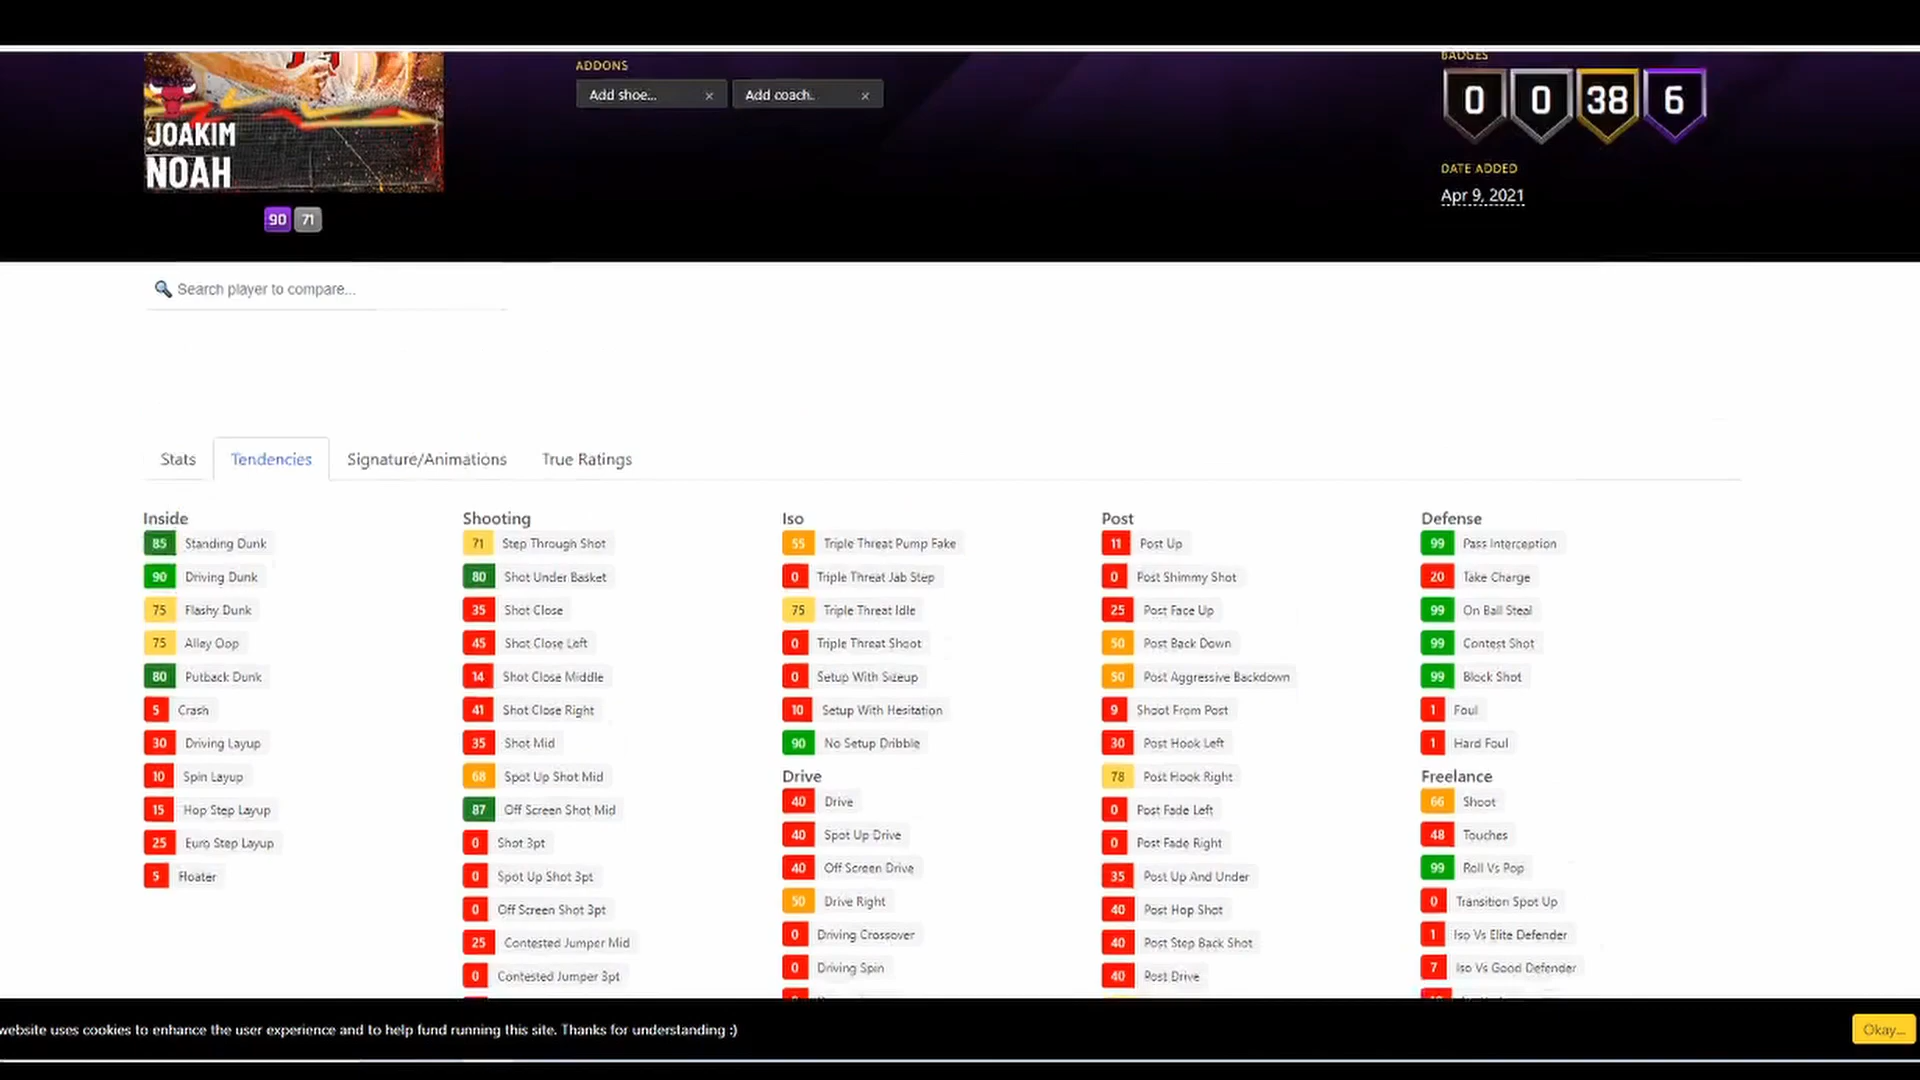 BADGES
ADDONS
Add shoe... ×
Add coach.. ×
0 0 38 6
JOAKIM
NOAH
DATE ADDED
Apr 9, 2021
90 71
Search player to compare...
Stats Tendencies Signature/Animations True Ratings
Inside
85 Standing Dunk
90 Driving Dunk
75 Flashy Dunk
75 Alley Oop
80 Putback Dunk
5 Crash
30 Driving Layup
10 Spin Layup
15 Hop Step Layup
25 Euro Step Layup
5 Floater
Shooting
71 Step Through Shot
80 Shot Under Basket
35 Shot Close
45 Shot Close Left
14 Shot Close Middle
41 Shot Close Right
35 Shot Mid
68 Spot Up Shot Mid
87 Off Screen Shot Mid
0 Shot 3pt
0 Spot Up Shot 3pt
0 Off Screen Shot 3pt
25 Contested Jumper Mid
0 Contested Jumper 3pt
Iso
55 Triple Threat Pump Fake
0 Triple Threat Jab Step
75 Triple Threat Idle
0 Triple Threat Shoot
0 Setup With Sizeup
10 Setup With Hesitation
90 No Setup Dribble
Drive
40 Drive
40 Spot Up Drive
40 Off Screen Drive
50 Drive Right
0 Driving Crossover
0 Driving Spin
Post
11 Post Up
0 Post Shimmy Shot
25 Post Face Up
50 Post Back Down
50 Post Aggressive Backdown
9 Shoot From Post
30 Post Hook Left
78 Post Hook Right
0 Post Fade Left
0 Post Fade Right
35 Post Up And Under
40 Post Hop Shot
40 Post Step Back Shot
40 Post Drive
Defense
99 Pass Interception
20 Take Charge
99 On Ball Steal
99 Contest Shot
99 Block Shot
1 Foul
1 Hard Foul
Freelance
66 Shoot
48 Touches
99 Roll Vs Pop
0 Transition Spot Up
1 Iso Vs Elite Defender
7 Iso Vs Good Defender
website uses cookies to enhance the user experience and to help fund running this site. Thanks for understanding :)
Okay...